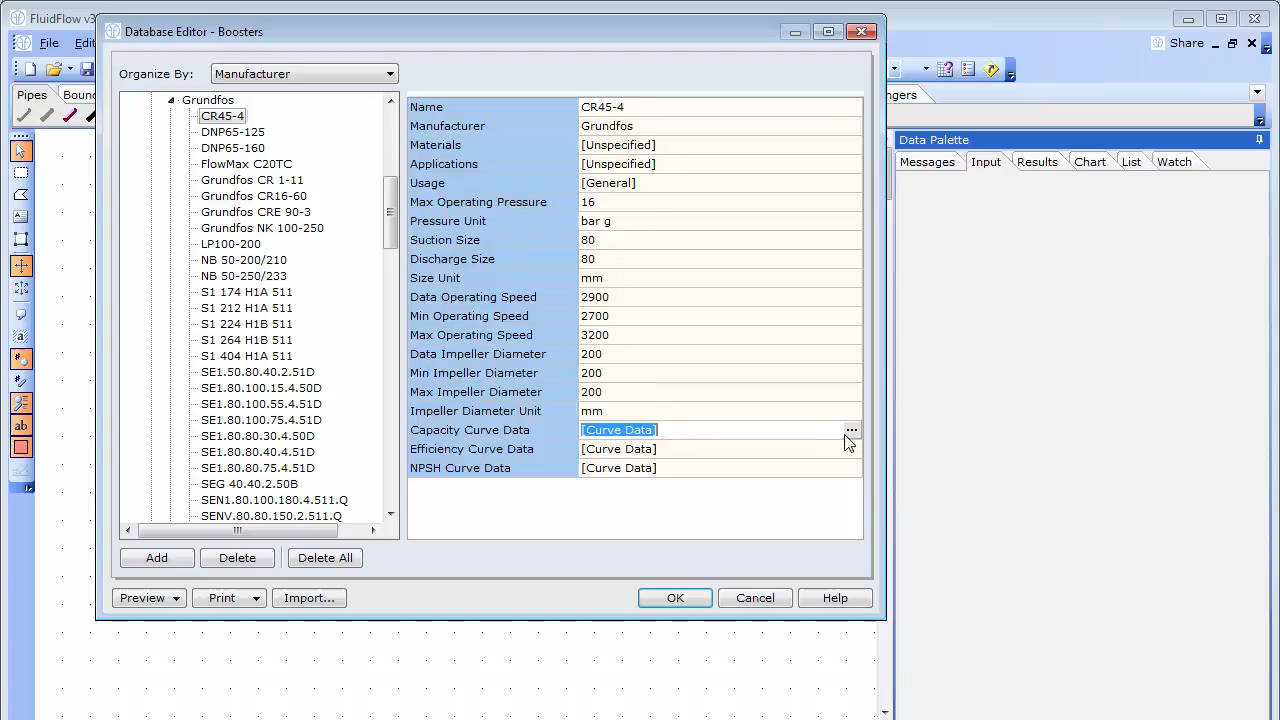 FluidFlow v3
Database Editor - Boosters
File
Edit
Share
Organize By:
Manufacturer
Pipes
Bound
ngers
Grundfos
CR45-4
DNP65-125
DNP65-160
FlowMax C20TC
Grundfos CR 1-11
Grundfos CR16-60
Grundfos CRE 90-3
Grundfos NK 100-250
LP100-200
NB 50-200/210
NB 50-250/233
S1 174 H1A 511
S1 212 H1A 511
S1 224 H1B 511
S1 264 H1B 511
S1 404 H1A 511
SE1.50.80.40.2.51D
SE1.80.100.15.4.50D
SE1.80.100.55.4.51D
SE1.80.100.75.4.51D
SE1.80.80.30.4.50D
SE1.80.80.40.4.51D
SE1.80.80.75.4.51D
SEG 40.40.2.50B
SEN1.80.100.180.4.511.Q
SENV.80.80.150.2.511.Q
Name CR45-4
Manufacturer Grundfos
Materials [Unspecified]
Applications [Unspecified]
Usage [General]
Max Operating Pressure 16
Pressure Unit bar g
Suction Size 80
Discharge Size 80
Size Unit mm
Data Operating Speed 2900
Min Operating Speed 2700
Max Operating Speed 3200
Data Impeller Diameter 200
Min Impeller Diameter 200
Max Impeller Diameter 200
Impeller Diameter Unit mm
Capacity Curve Data [Curve Data] ...
Efficiency Curve Data [Curve Data]
NPSH Curve Data [Curve Data]
Add
Delete
Delete All
Preview
Print
Import...
OK
Cancel
Help
Data Palette
Messages
Input
Results
Chart
List
Watch
a
ab